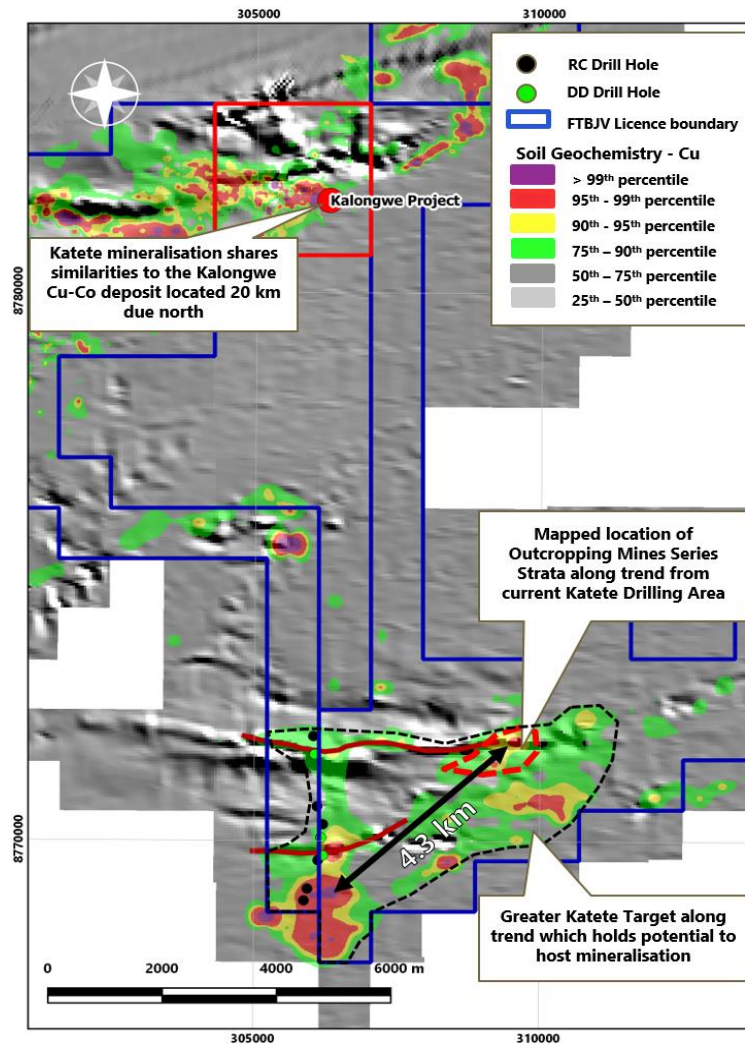 305000
310000
RC Drill Hole
DD Drill Hole
FTBJV Licence boundary
Soil Geochemistry - Cu
> 99th percentile
95th - 99th percentile
90th - 95th percentile
75th – 90th percentile
50th – 75th percentile
25th – 50th percentile
Kalongwe Project
Katete mineralisation shares
similarities to the Kalongwe
Cu-Co deposit located 20 km
due north
8780000
Mapped location of
Outcropping Mines Series
Strata along trend from
current Katete Drilling Area
4.3 km
8770000
Greater Katete Target along
trend which holds potential to
host mineralisation
0
2000
4000
6000 m
305000
310000